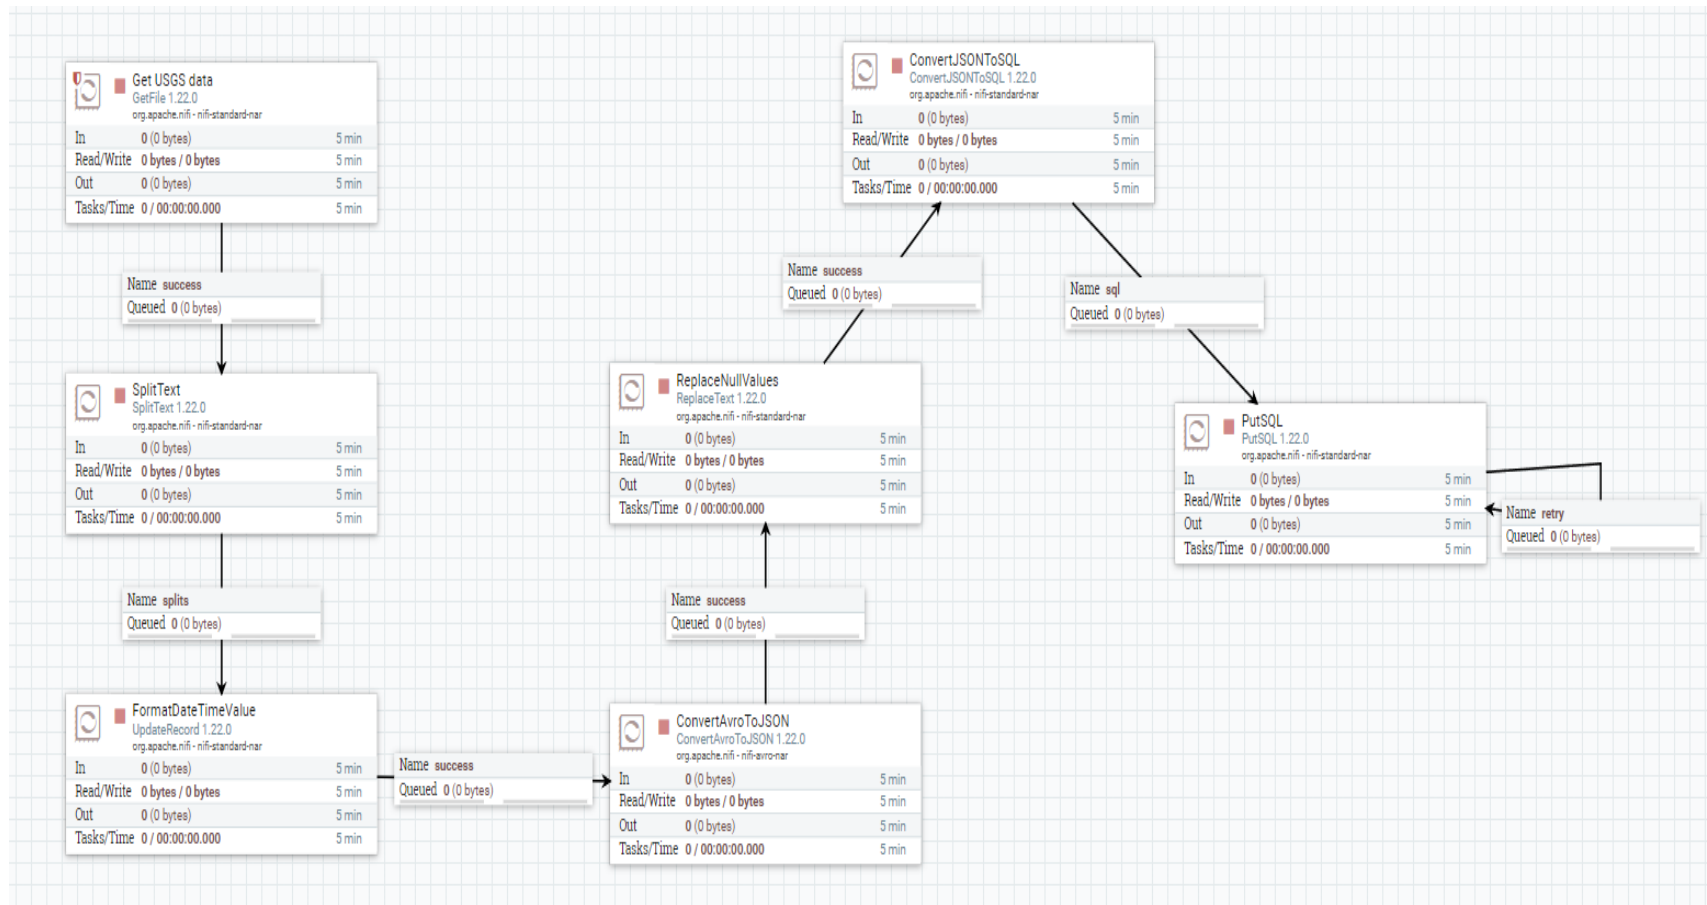 Get USGS data
GetFile 1.22.0
org.apache.nifi - nifi-standard-nar
In 0 (0 bytes) 5 min
Read/Write 0 bytes / 0 bytes 5 min
Out 0 (0 bytes) 5 min
Tasks/Time 0 / 00:00:00.000 5 min
Name success
Queued 0 (0 bytes)
SplitText
SplitText 1.22.0
org.apache.nifi - nifi-standard-nar
In 0 (0 bytes) 5 min
Read/Write 0 bytes / 0 bytes 5 min
Out 0 (0 bytes) 5 min
Tasks/Time 0 / 00:00:00.000 5 min
Name splits
Queued 0 (0 bytes)
FormatDateTimeValue
UpdateRecord 1.22.0
org.apache.nifi - nifi-standard-nar
In 0 (0 bytes) 5 min
Read/Write 0 bytes / 0 bytes 5 min
Out 0 (0 bytes) 5 min
Tasks/Time 0 / 00:00:00.000 5 min
Name success
Queued 0 (0 bytes)
ConvertAvroToJSON
ConvertAvroToJSON 1.22.0
org.apache.nifi - nifi-avro-nar
In 0 (0 bytes) 5 min
Read/Write 0 bytes / 0 bytes 5 min
Out 0 (0 bytes) 5 min
Tasks/Time 0 / 00:00:00.000 5 min
Name success
Queued 0 (0 bytes)
ReplaceNullValues
ReplaceText 1.22.0
org.apache.nifi - nifi-standard-nar
In 0 (0 bytes) 5 min
Read/Write 0 bytes / 0 bytes 5 min
Out 0 (0 bytes) 5 min
Tasks/Time 0 / 00:00:00.000 5 min
Name success
Queued 0 (0 bytes)
ConvertJSONToSQL
ConvertJSONToSQL 1.22.0
org.apache.nifi - nifi-standard-nar
In 0 (0 bytes) 5 min
Read/Write 0 bytes / 0 bytes 5 min
Out 0 (0 bytes) 5 min
Tasks/Time 0 / 00:00:00.000 5 min
Name sql
Queued 0 (0 bytes)
PutSQL
PutSQL 1.22.0
org.apache.nifi - nifi-standard-nar
In 0 (0 bytes) 5 min
Read/Write 0 bytes / 0 bytes 5 min
Out 0 (0 bytes) 5 min
Tasks/Time 0 / 00:00:00.000 5 min
Name retry
Queued 0 (0 bytes)